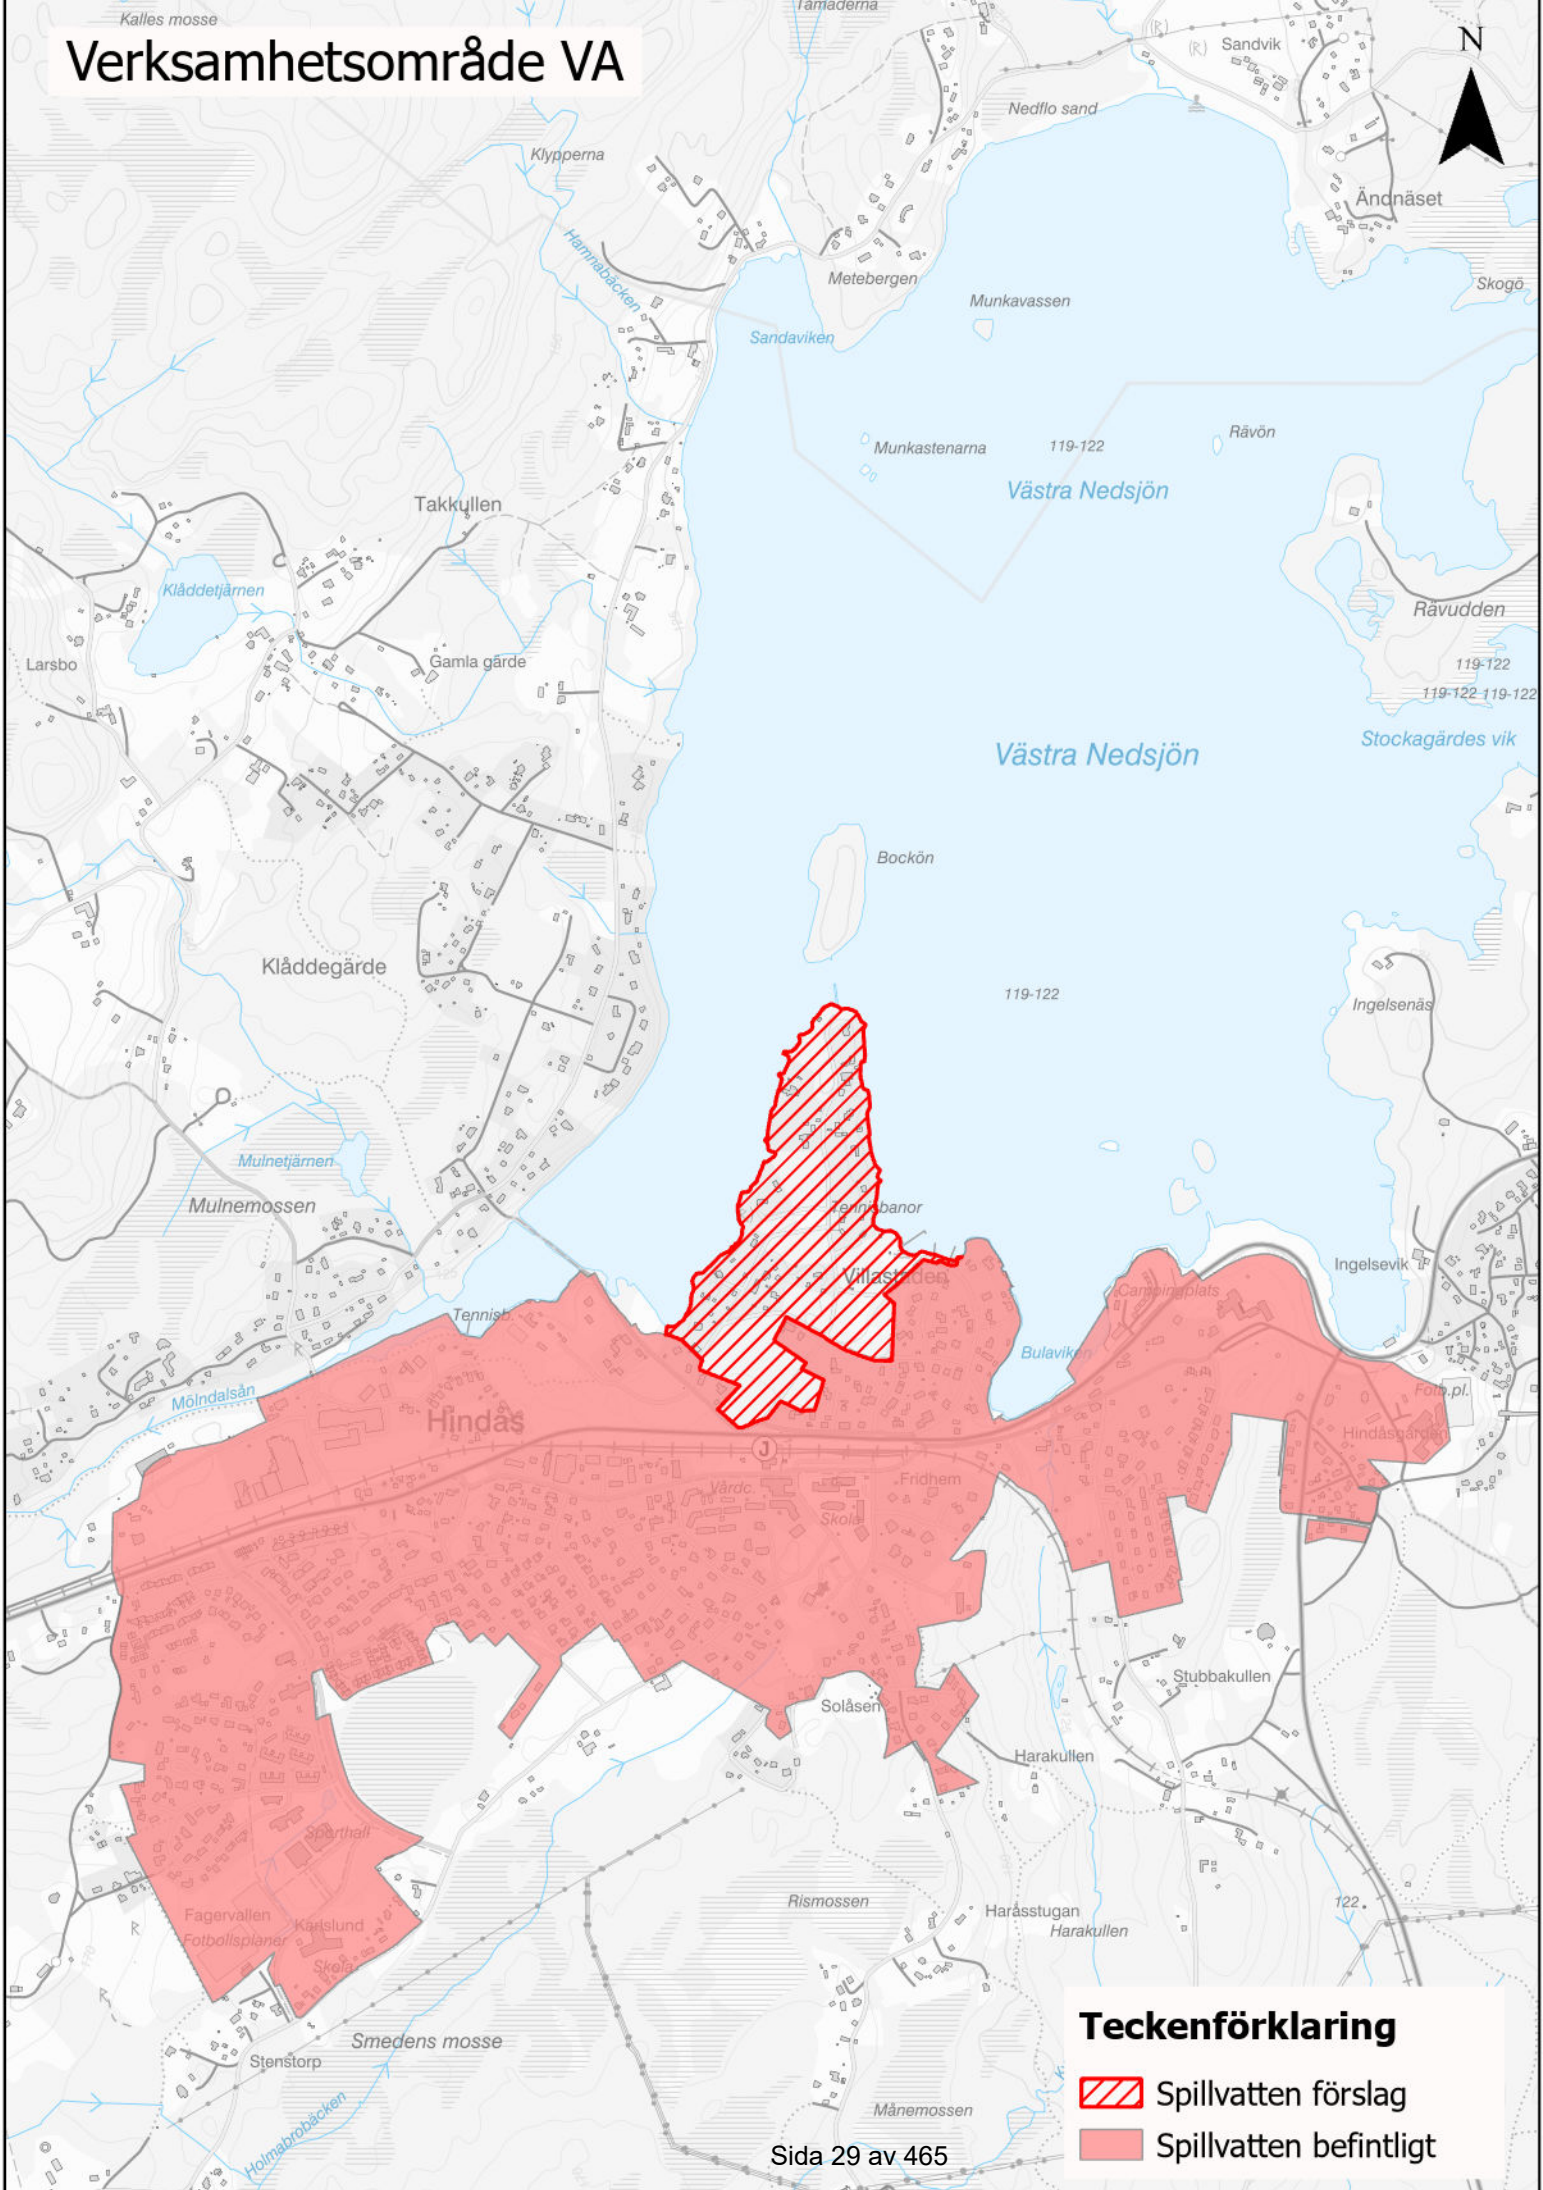 Kalles mosse
Tamaderna
Verksamhetsområde VA
(R)
(R)
Sandvik
N
Nedflo sand
Klypperna
Ändnäset
Hamnabäcken
Metebergen
Skogö
Munkavassen
Sandaviken
Rävön
Munkastenarna
119-122
Västra Nedsjön
Takkullen
Klåddetjärnen
Rävudden
Larsbo
Gamla gärde
119-122
119-122 119-122
Stockagärdes vik
Västra Nedsjön
Bockön
Klåddegärde
119-122
Ingelsenäs
Mulnetjärnen
Mulnemossen
Tennisbanor
Ingelsevik
Villastaden
Campingplats
125
Tennisb.
R
Bulaviken
Mölndalsån
Fotb.pl.
Hindås
Hindåsgården
J
Fridhem
Vårdc.
Skola
Stubbakullen
Solåsen
Harakullen
Sporthall
Rismossen
122
Haråsstugan
Fagervallen
Karlslund
Harakullen
R
Fotbollsplaner
Skola
R
Teckenförklaring
Smedens mosse
Stenstorp
Spillvatten förslag
Månemossen
Holmabrobäcken
Spillvatten befintligt
Sida 29 av 465